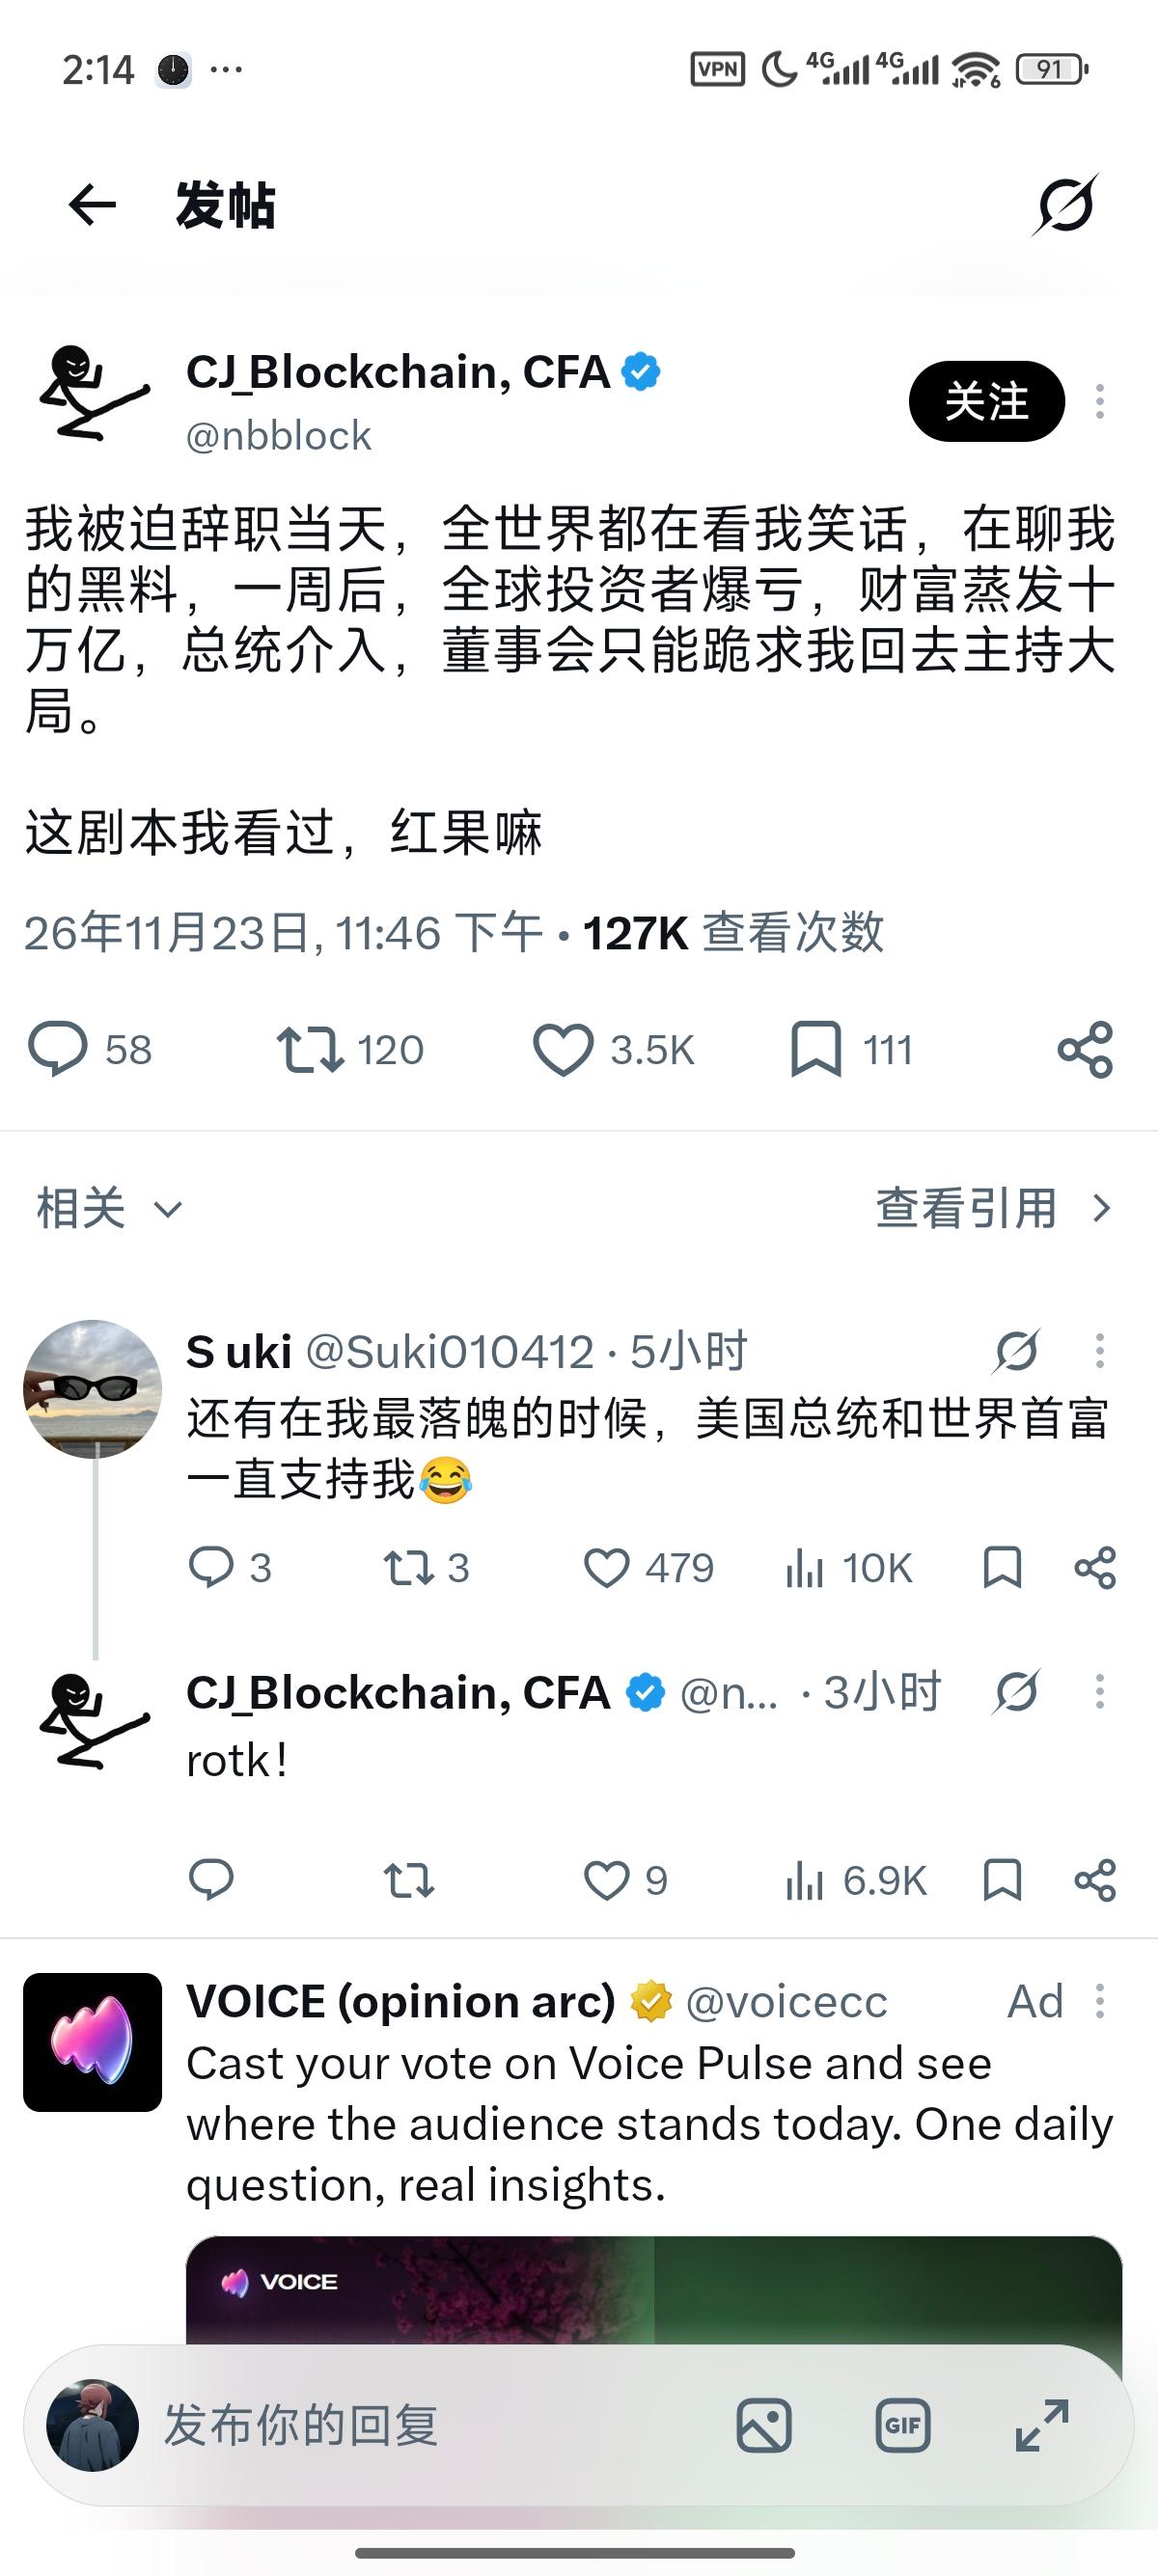 2:14
VPN 4G 4G 6 91
发帖
CJ_Blockchain, CFA
@nbblock
关注
我被迫辞职当天，全世界都在看我笑话，在聊我
的黑料，一周后，全球投资者爆亏，财富蒸发十
万亿，总统介入，董事会只能跪求我回去主持大
局。
这剧本我看过，红果嘛
26年11月23日, 11:46 下午 · 127K 查看次数
58 120 3.5K 111
相关 查看引用
S uki @Suki010412 · 5小时
还有在我最落魄的时候，美国总统和世界首富
一直支持我😂
3 3 479 10K
CJ_Blockchain, CFA @n... · 3小时
rotk！
9 6.9K
VOICE (opinion arc) @voicecc Ad
Cast your vote on Voice Pulse and see
where the audience stands today. One daily
question, real insights.
VOICE
发布你的回复 GIF